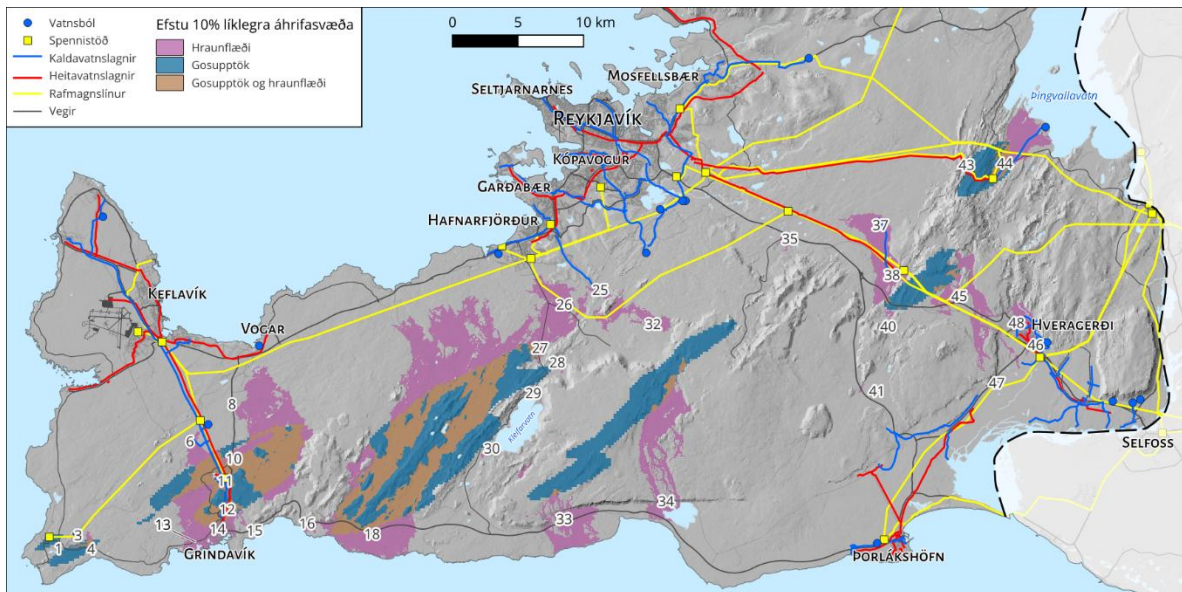 Vatnsból
Spennistöð
Kaldavatnslagnir
Heitavatnslagnir
Rafmagnslínur
Vegir
Efstu 10% líklegra áhrifasvæða
Hraunflæði
Gosupptök
Gosupptök og hraunflæði
0 5 10 km
Mosfellsbær
Seltjarnarnes
Reykjavík
Þingvallavatn
Kópavogur
43 44
Garðabær
Hafnarfjörður
37
35
38
25
Keflavík
26
45
40
32
48
Hveragerði
Vogar
46
27
28
47
8
29
41
Kleifarvatn
Selfoss
6
30
10
11
12
34
13
14
15
16
33
18
3
1
4
Grindavík
Þorlákshöfn